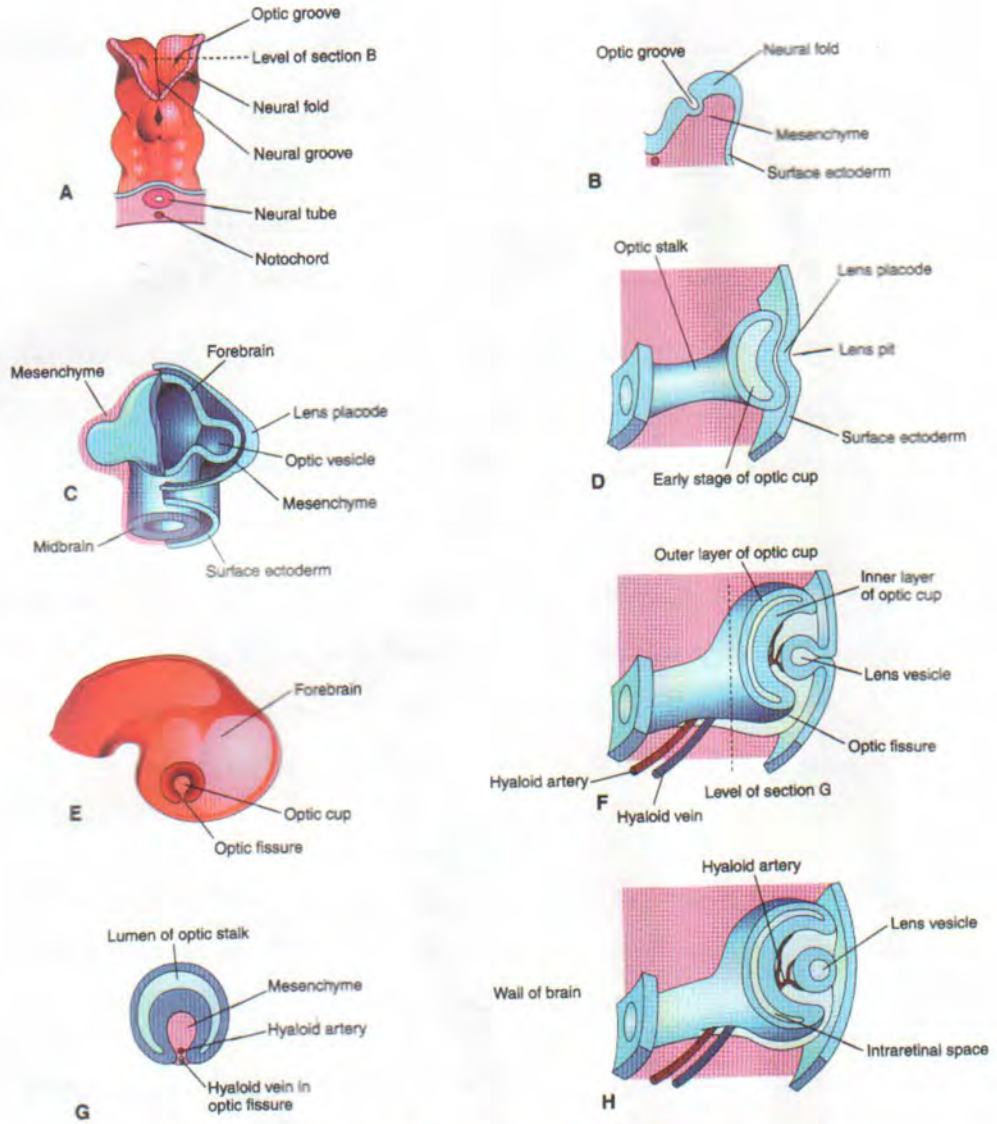 Optic groove
Level of section B
Neural fold
Neural groove
A
Neural tube
Notochord
Optic groove
Neural fold
Mesenchyme
B
Surface ectoderm
Forebrain
Mesenchyme
Lens placode
Optic vesicle
C
Mesenchyme
Midbrain
Surface ectoderm
Optic stalk
Lens placode
Lens pit
Surface ectoderm
D
Early stage of optic cup
Forebrain
E
Optic cup
Optic fissure
Outer layer of optic cup
Inner layer
of optic cup
Lens vesicle
Optic fissure
Hyaloid artery
F
Level of section G
Hyaloid vein
Lumen of optic stalk
Mesenchyme
Hyaloid artery
Hyaloid vein in
optic fissure
G
Hyaloid artery
Lens vesicle
Wall of brain
Intraretinal space
H